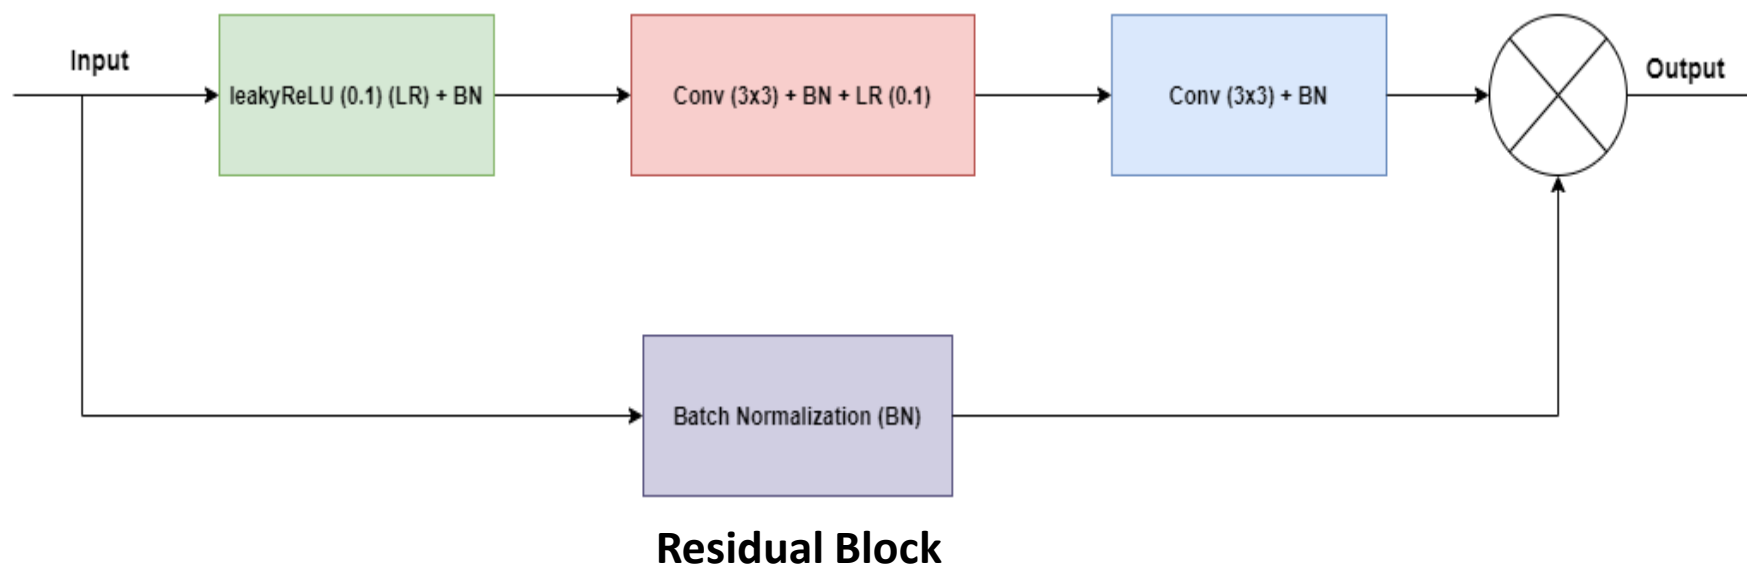 Input
leakyReLU (0.1) (LR) + BN
Conv (3x3) + BN + LR (0.1)
Conv (3x3) + BN
Output
Batch Normalization (BN)
Residual Block